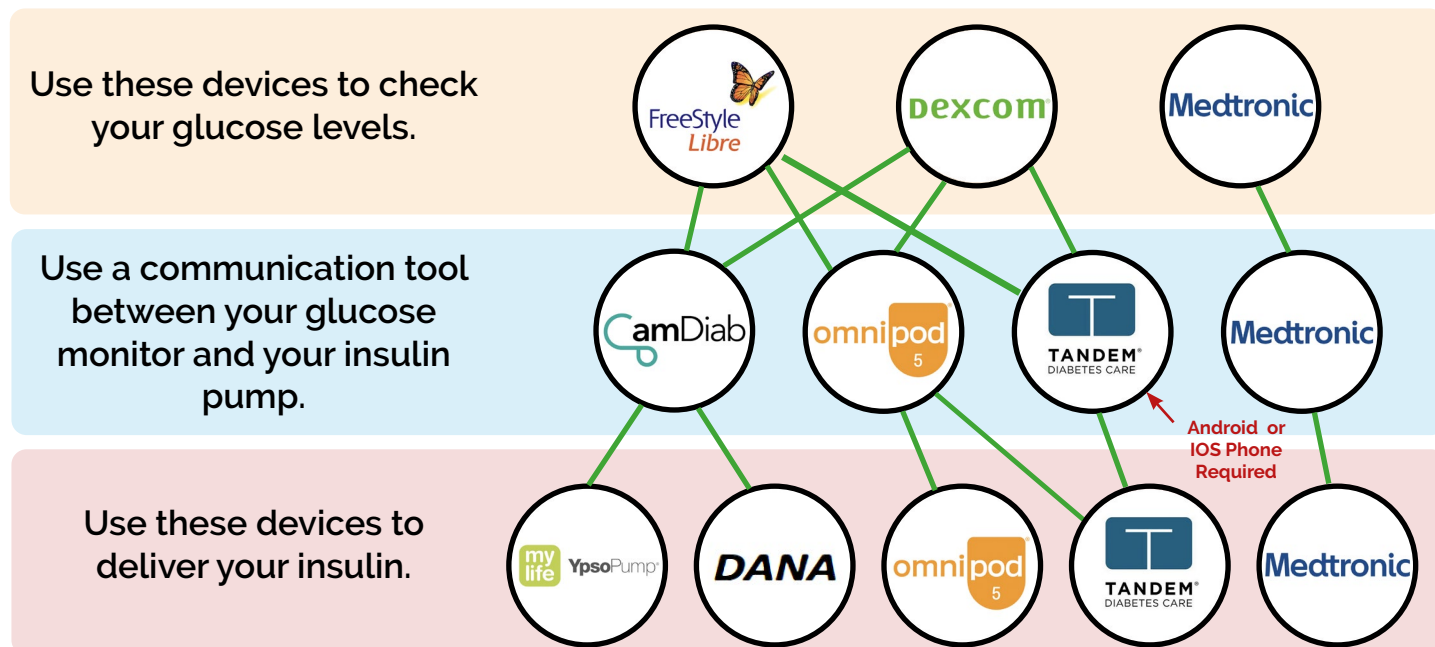 Use these devices to check
your glucose levels.
FreeStyle
Libre
Dexcom
Medtronic
Use a communication tool
between your glucose
monitor and your insulin
pump.
CamDiab
omnipod®
5
TANDEM®
DIABETES CARE
Medtronic
Android or
IOS Phone
Required
Use these devices to
deliver your insulin.
my
life
YpsoPump®
DANA
omnipod®
5
TANDEM®
DIABETES CARE
Medtronic